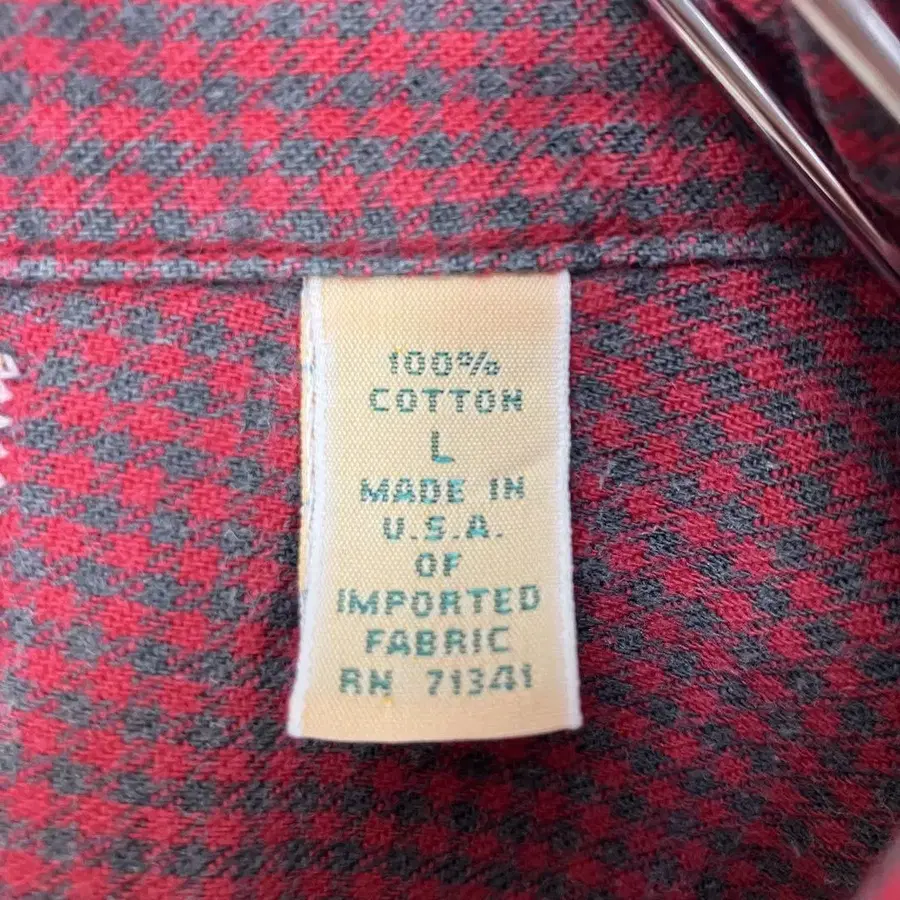 100%
COTTON
L
MADE IN
U.S.A.
OF
IMPORTED
FABRIC
RN 71341